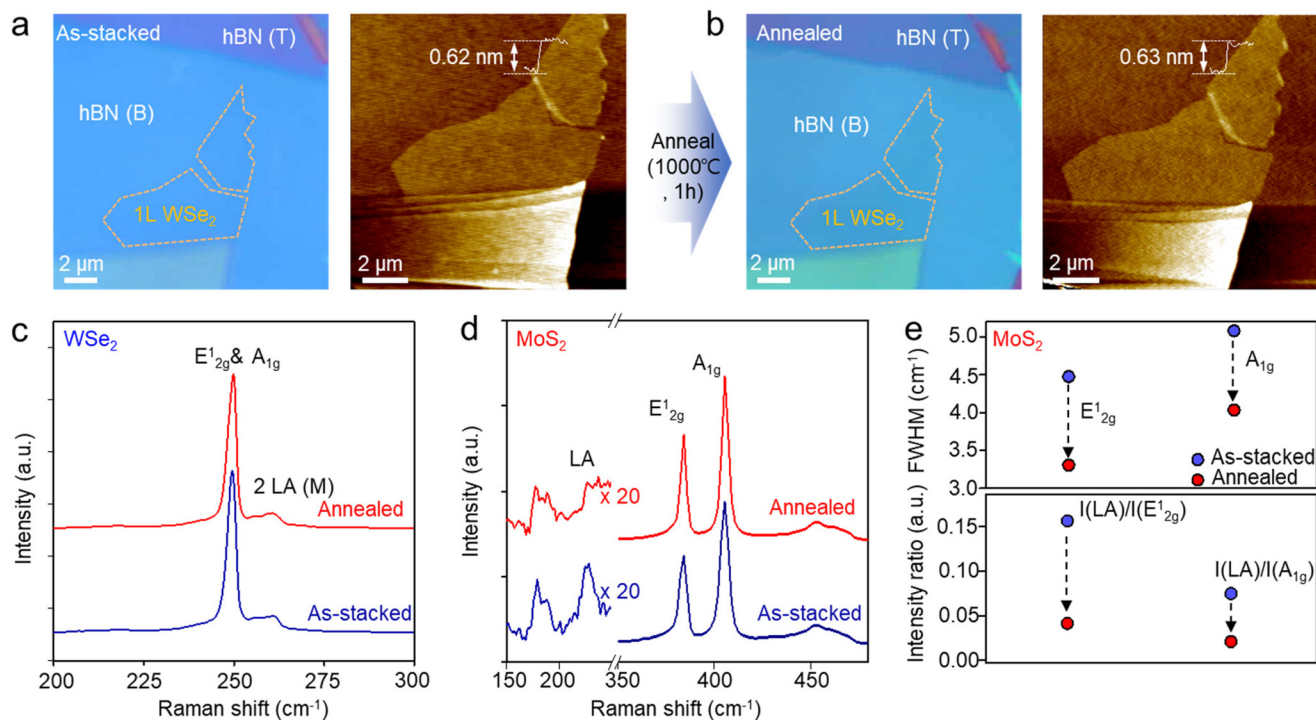 a
As-stacked
hBN (T)
hBN (B)
1L WSe₂
2 μm
0.62 nm
2 μm
Anneal
(1000℃
, 1h)
b
Annealed
hBN (T)
hBN (B)
1L WSe₂
2 μm
0.63 nm
2 μm
c
WSe₂
E¹₂g& A₁g
2 LA (M)
Annealed
As-stacked
Intensity (a.u.)
200
250
300
Raman shift (cm⁻¹)
d
MoS₂
A₁g
E¹₂g
LA
x 20
Annealed
x 20
As-stacked
Intensity (a.u.)
150
200
350
400
450
Raman shift (cm⁻¹)
e
MoS₂
FWHM (cm⁻¹)
5.0
4.5
4.0
3.5
3.0
E¹₂g
A₁g
As-stacked
Annealed
Intensity ratio (a.u.)
0.15
0.10
0.05
0.00
I(LA)/I(E¹₂g)
I(LA)/I(A₁g)